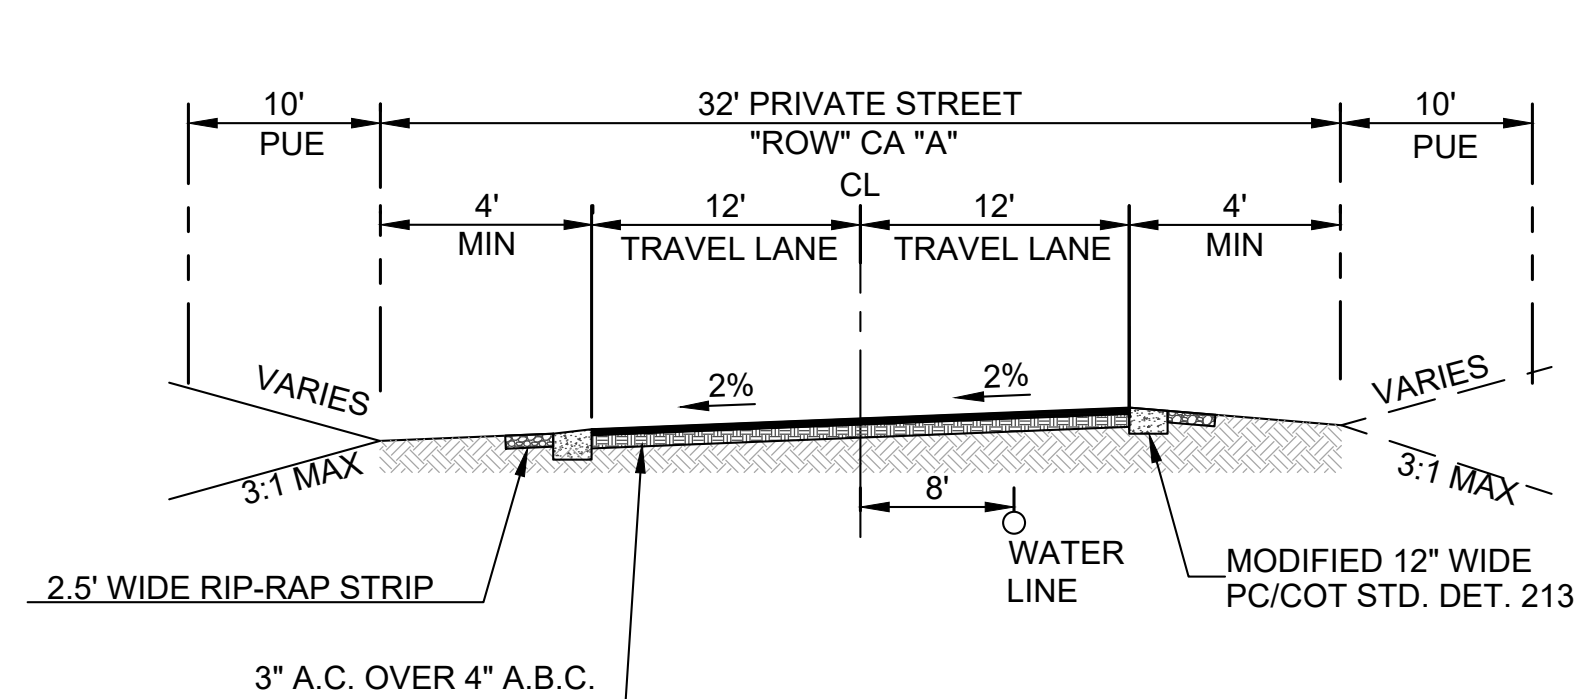 10'
PUE
32' PRIVATE STREET
"ROW" CA "A"
10'
PUE
CL
4'
MIN
12'
TRAVEL LANE
12'
TRAVEL LANE
4'
MIN
VARIES
3:1 MAX
2%
2%
VARIES
3:1 MAX
8'
WATER
LINE
2.5' WIDE RIP-RAP STRIP
MODIFIED 12" WIDE
PC/COT STD. DET. 213
3" A.C. OVER 4" A.B.C.